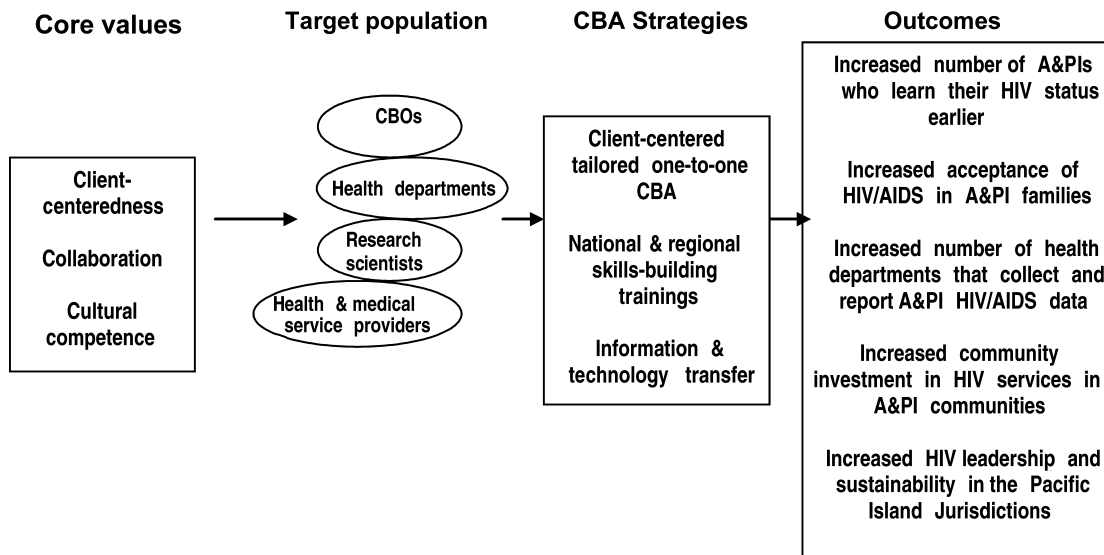 Core values
Target population
CBA Strategies
Outcomes
Client-
centeredness
Collaboration
Cultural
competence
CBOs
Health departments
Research
scientists
Health & medical
service providers
Client-centered
tailored one-to-one
CBA
National & regional
skills-building
trainings
Information &
technology transfer
Increased number of A&PIs
who learn their HIV status
earlier
Increased acceptance of
HIV/AIDS in A&PI families
Increased number of health
departments that collect and
report A&PI HIV/AIDS data
Increased community
investment in HIV services in
A&PI communities
Increased HIV leadership and
sustainability in the Pacific
Island Jurisdictions